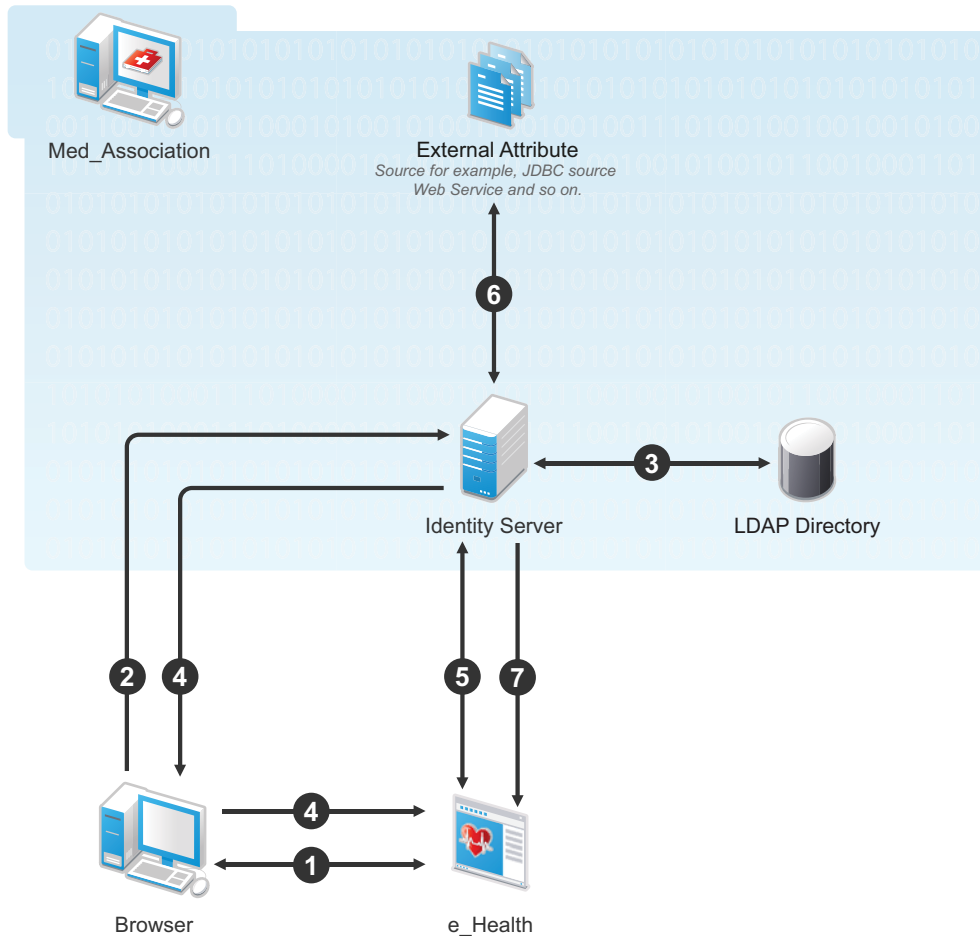 Med_Association
External Attribute
Source for example, JDBC source
Web Service and so on.
6
3
Identity Server
LDAP Directory
2
4
5
7
4
1
Browser
e_Health